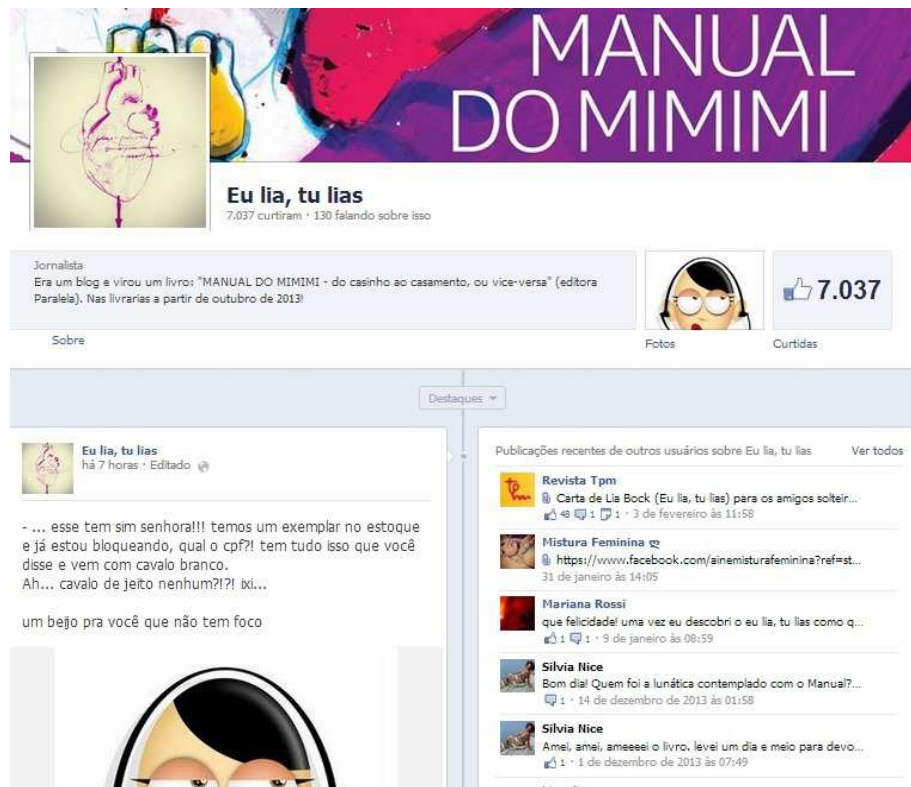 MANUAL
DO MIMIMI
Eu lia, tu lias
7.037 curtiram · 130 falando sobre isso
Jornalista
Era um blog e virou um livro: "MANUAL DO MIMIMI - do casinho ao casamento, ou vice-versa" (editora
Paralela). Nas livrarias a partir de outubro de 2013!
7.037
Sobre
Fotos
Curtidas
Destaques
Eu lia, tu lias
há 7 horas · Editado
- ... esse tem sim senhora!!! temos um exemplar no estoque
e já estou bloqueando, qual o cpf?! tem tudo isso que você
disse e vem com cavalo branco.
Ah... cavalo de jeito nenhum?!?! ixi...
um beijo pra você que não tem foco
Publicações recentes de outros usuários sobre Eu lia, tu lias
Ver todos
Revista Tpm
Carta de Lia Bock (Eu lia, tu lias) para os amigos solteir...
48 1 1 · 3 de fevereiro às 11:58
Mistura Feminina ღ
https://www.facebook.com/ainemisturafeminina?ref=st...
31 de janeiro às 14:05
Mariana Rossi
que felicidade! uma vez eu descobri o eu lia, tu lias como q...
1 1 · 9 de janeiro às 08:59
Silvia Nice
Bom dia! Quem foi a lunática contemplado com o Manual?...
1 · 14 de dezembro de 2013 às 01:58
Silvia Nice
Amei, amei, ameeeei o livro. levei um dia e meio para devo...
1 · 1 de dezembro de 2013 às 07:49